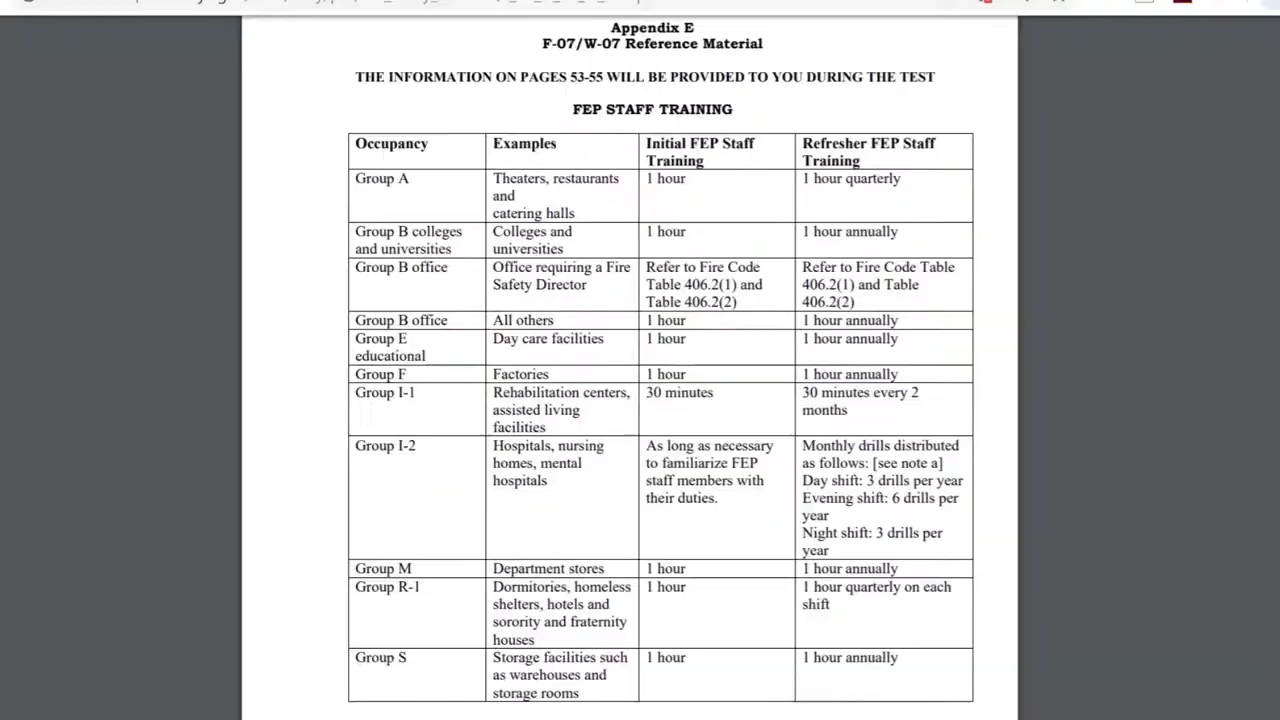 Appendix E
F-07/W-07 Reference Material
THE INFORMATION ON PAGES 53-55 WILL BE PROVIDED TO YOU DURING THE TEST
FEP STAFF TRAINING
Occupancy
Examples
Initial FEP Staff
Training
Refresher FEP Staff
Training
Group A
Theaters, restaurants
and
catering halls
1 hour
1 hour quarterly
Group B colleges
and universities
Colleges and
universities
1 hour
1 hour annually
Group B office
Office requiring a Fire
Safety Director
Refer to Fire Code
Table 406.2(1) and
Table 406.2(2)
Refer to Fire Code Table
406.2(1) and Table
406.2(2)
Group B office
All others
1 hour
1 hour annually
Group E
educational
Day care facilities
1 hour
1 hour annually
Group F
Factories
1 hour
1 hour annually
Group I-1
Rehabilitation centers,
assisted living
facilities
30 minutes
30 minutes every 2
months
Group I-2
Hospitals, nursing
homes, mental
hospitals
As long as necessary
to familiarize FEP
staff members with
their duties.
Monthly drills distributed
as follows: [see note a]
Day shift: 3 drills per year
Evening shift: 6 drills per
year
Night shift: 3 drills per
year
Group M
Department stores
1 hour
1 hour annually
Group R-1
Dormitories, homeless
shelters, hotels and
sorority and fraternity
houses
1 hour
1 hour quarterly on each
shift
Group S
Storage facilities such
as warehouses and
storage rooms
1 hour
1 hour annually